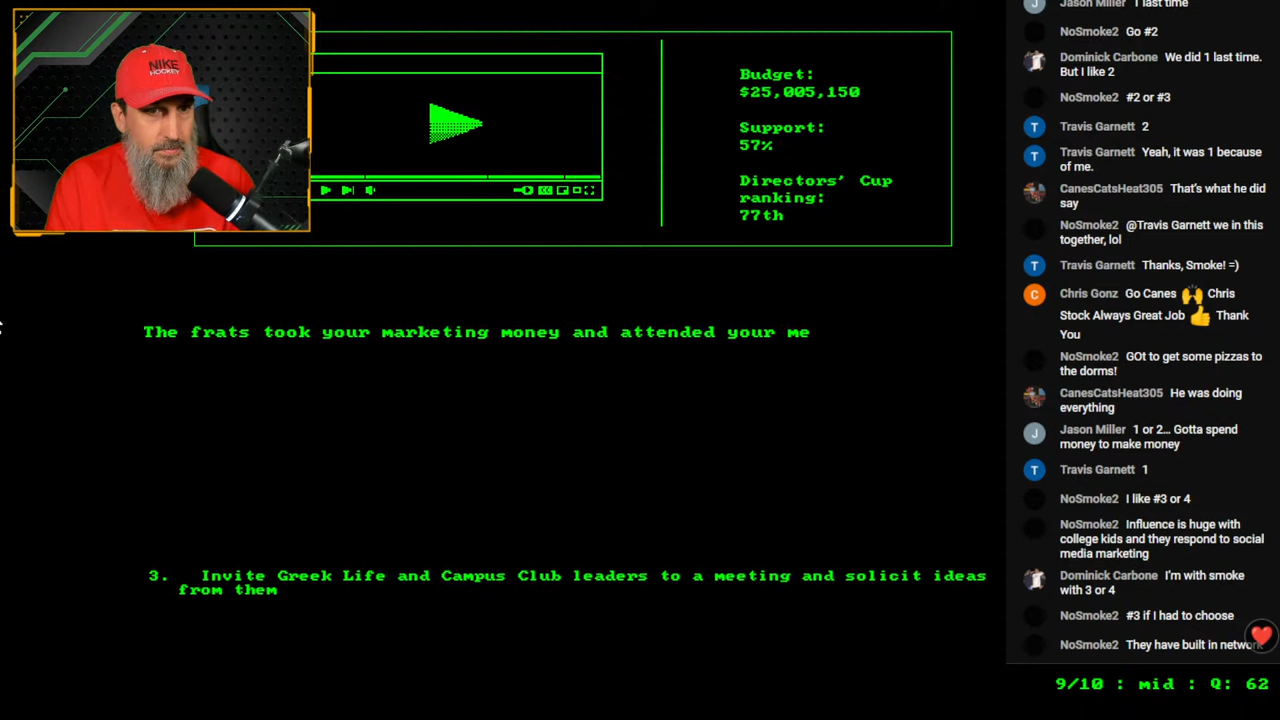 NIKE
HOCKEY
Budget:
$25,005,150
Support:
57%
Directors' Cup
ranking:
77th
The frats took your marketing money and attended your me
3. Invite Greek Life and Campus Club leaders to a meeting and solicit ideas
from them
Jason Miller 1 last time
NoSmoke2 Go #2
Dominick Carbone We did 1 last time.
But I like 2
NoSmoke2 #2 or #3
T Travis Garnett 2
T Travis Garnett Yeah, it was 1 because
of me.
CanesCatsHeat305 That's what he did
say
NoSmoke2 @Travis Garnett we in this
together, lol
T Travis Garnett Thanks, Smoke! =)
C Chris Gonz Go Canes 🙌 Chris
Stock Always Great Job 👍 Thank
You
NoSmoke2 GOt to get some pizzas to
the dorms!
CanesCatsHeat305 He was doing
everything
J Jason Miller 1 or 2... Gotta spend
money to make money
T Travis Garnett 1
NoSmoke2 I like #3 or 4
NoSmoke2 Influence is huge with
college kids and they respond to social
media marketing
Dominick Carbone I'm with smoke
with 3 or 4
NoSmoke2 #3 if I had to choose
NoSmoke2 They have built in
9/10 : mid : Q: 62